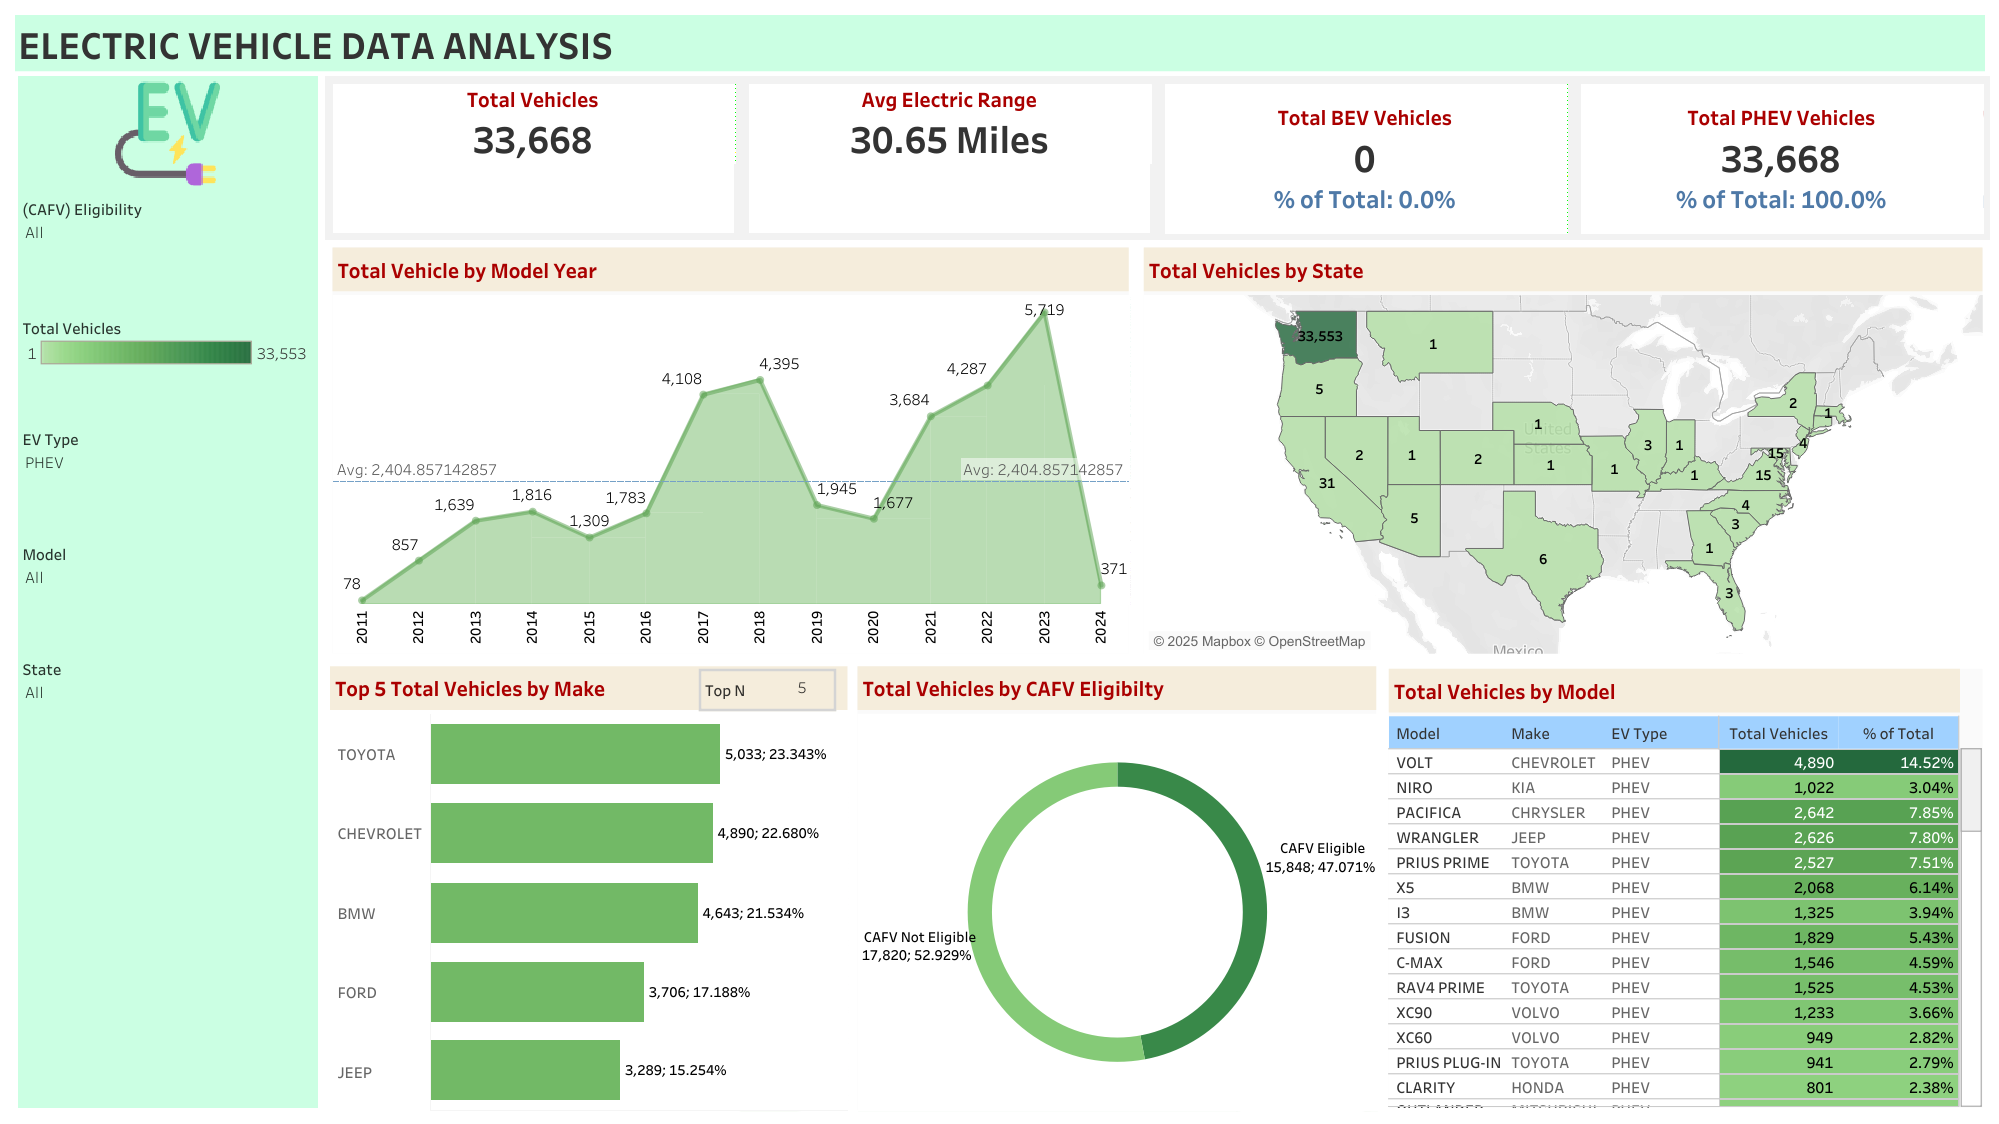 ELECTRIC VEHICLE DATA ANALYSIS
EV
(CAFV) Eligibility
All
Total Vehicles
1 33,553
EV Type
PHEV
Model
All
State
All
Total Vehicles
33,668
Avg Electric Range
30.65 Miles
Total BEV Vehicles
0
% of Total: 0.0%
Total PHEV Vehicles
33,668
% of Total: 100.0%
Total Vehicle by Model Year
5,719
4,395
4,108
4,287
3,684
Avg: 2,404.857142857 Avg: 2,404.857142857
1,639
1,816
1,783
1,945
1,677
1,309
857
78
371
2011 2012 2013 2014 2015 2016 2017 2018 2019 2020 2021 2022 2023 2024
Total Vehicles by State
33,553
1
5
2
1
1
United
States
4
3
1
15
2
1
2
1
1
1
15
31
5
4
3
1
6
3
© 2025 Mapbox © OpenStreetMap
Mexico
Top 5 Total Vehicles by Make
Top N 5
TOYOTA 5,033; 23.343%
CHEVROLET 4,890; 22.680%
BMW 4,643; 21.534%
FORD 3,706; 17.188%
JEEP 3,289; 15.254%
Total Vehicles by CAFV Eligibilty
CAFV Eligible
15,848; 47.071%
CAFV Not Eligible
17,820; 52.929%
Total Vehicles by Model
Model Make EV Type Total Vehicles % of Total
VOLT CHEVROLET PHEV 4,890 14.52%
NIRO KIA PHEV 1,022 3.04%
PACIFICA CHRYSLER PHEV 2,642 7.85%
WRANGLER JEEP PHEV 2,626 7.80%
PRIUS PRIME TOYOTA PHEV 2,527 7.51%
X5 BMW PHEV 2,068 6.14%
I3 BMW PHEV 1,325 3.94%
FUSION FORD PHEV 1,829 5.43%
C-MAX FORD PHEV 1,546 4.59%
RAV4 PRIME TOYOTA PHEV 1,525 4.53%
XC90 VOLVO PHEV 1,233 3.66%
XC60 VOLVO PHEV 949 2.82%
PRIUS PLUG-IN TOYOTA PHEV 941 2.79%
CLARITY HONDA PHEV 801 2.38%